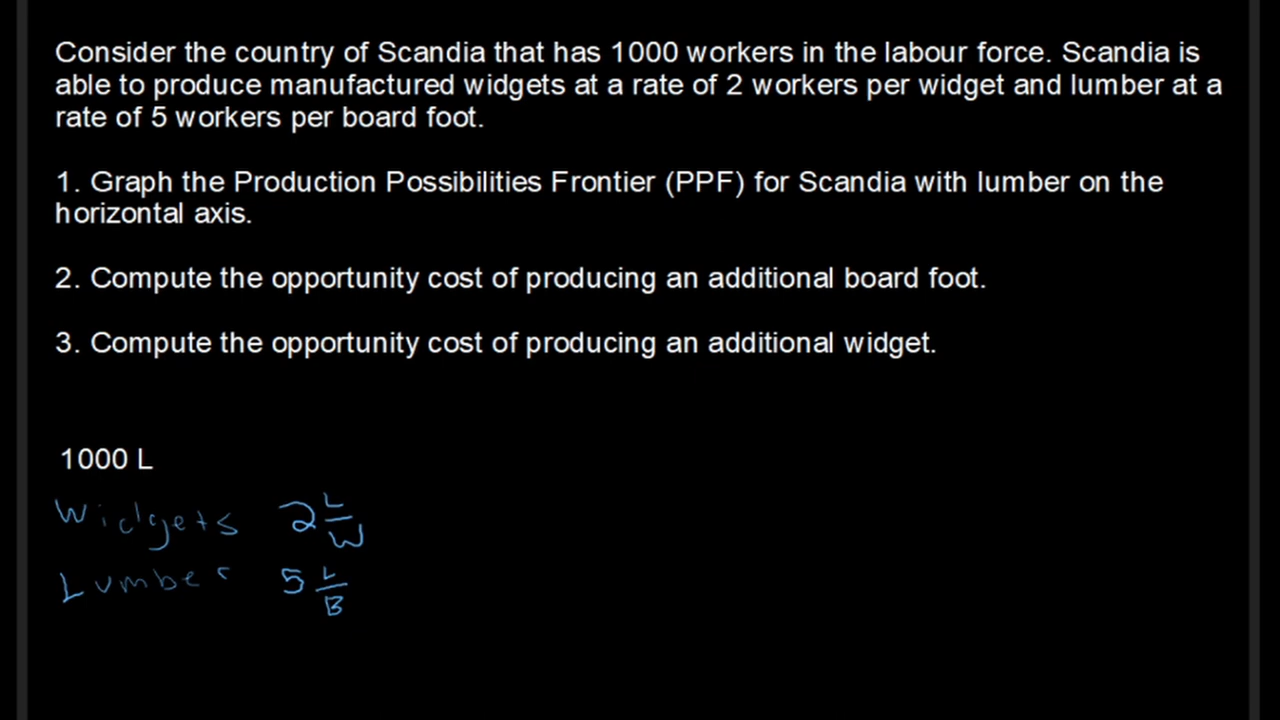 Consider the country of Scandia that has 1000 workers in the labour force. Scandia is
able to produce manufactured widgets at a rate of 2 workers per widget and lumber at a
rate of 5 workers per board foot.
1. Graph the Production Possibilities Frontier (PPF) for Scandia with lumber on the
horizontal axis.
2. Compute the opportunity cost of producing an additional board foot.
3. Compute the opportunity cost of producing an additional widget.
1000 L
Widgets 2 L/W
Lumber 5 L/B